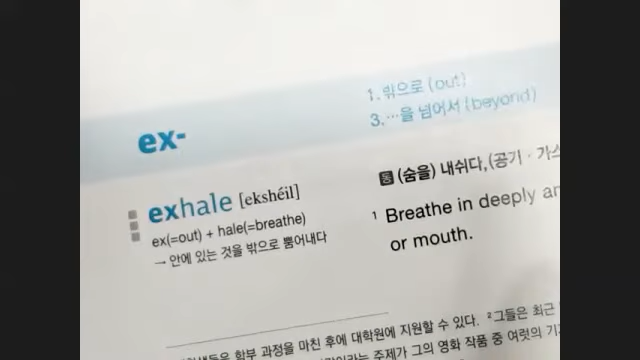 ex-
1. 밖으로 (out)
3. …을 넘어서 (beyond)
exhale [ekshéil]
ex(=out) + hale(=breathe)
→ 안에 있는 것을 밖으로 뿜어내다
동 (숨을) 내쉬다, (공기 · 가스
1 Breathe in deeply an
or mouth.
학부 과정을 마친 후에 대학원에 지원할 수 있다. 2 그들은 최근
주제가 그의 영화 작품 중 여럿의 기